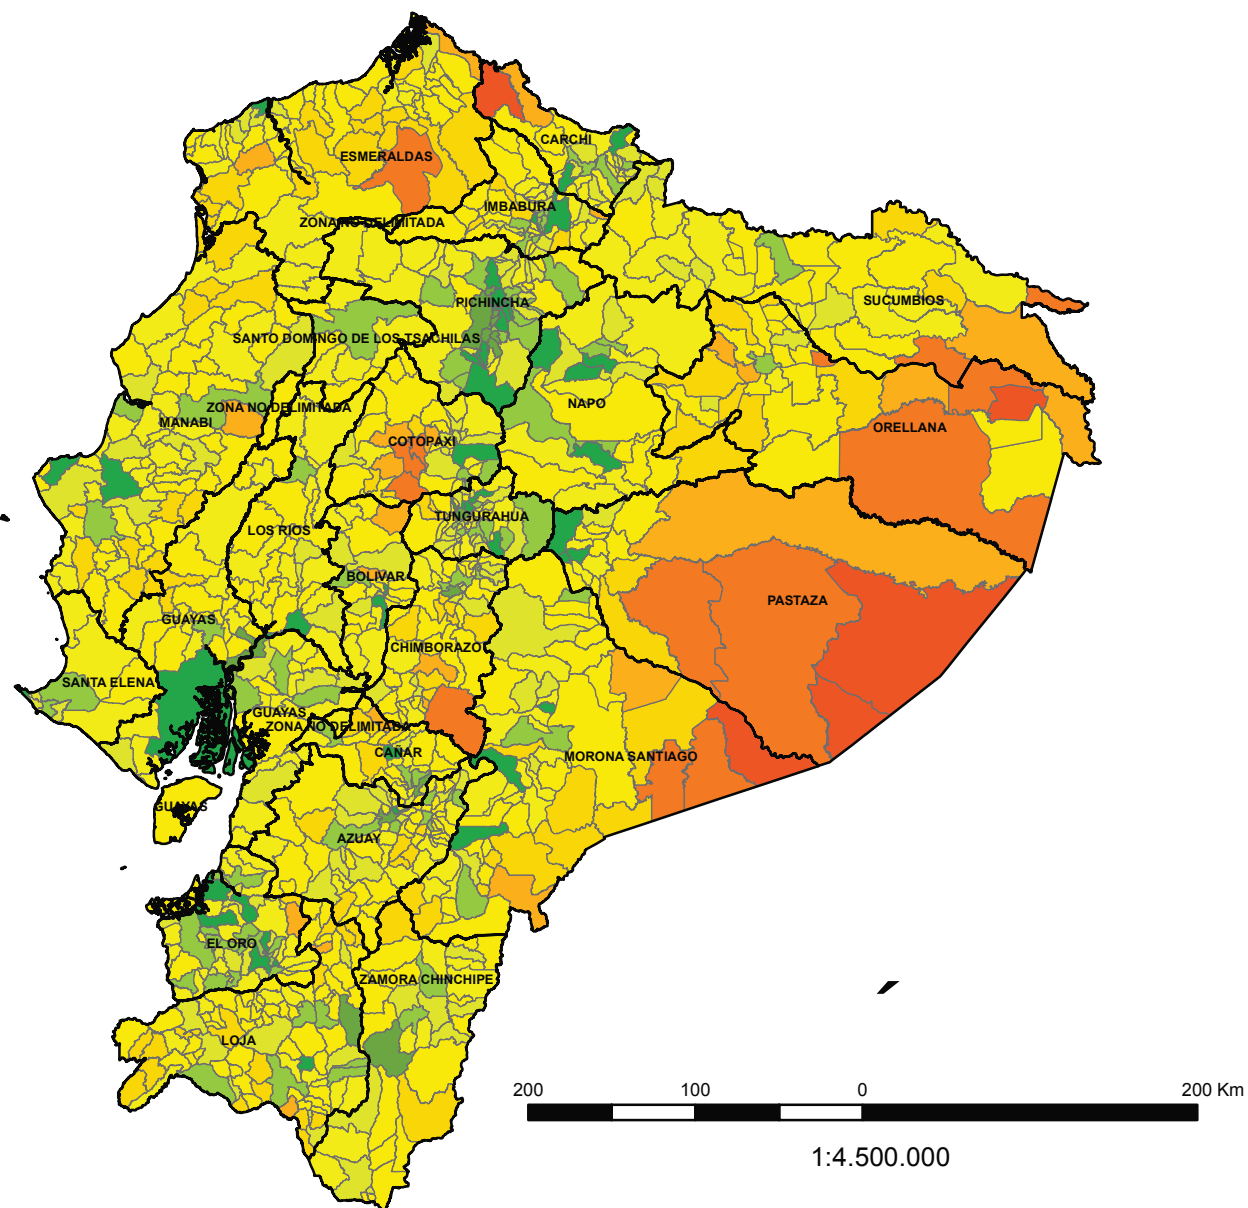 CARCHI
ESMERALDAS
IMBABURA
ZONA NO DELIMITADA
PICHINCHA
SUCUMBIOS
SANTO DOMINGO DE LOS TSACHILAS
ZONA NO DELIMITADA
NAPO
MANABI
ORELLANA
COTOPAXI
TUNGURAHUA
LOS RIOS
BOLIVAR
PASTAZA
GUAYAS
CHIMBORAZO
SANTA ELENA
GUAYAS
ZONA NO DELIMITADA
CAÑAR
MORONA SANTIAGO
GUAYAS
AZUAY
EL ORO
ZAMORA CHINCHIPE
LOJA
200 100 0 200 Km
1:4.500.000